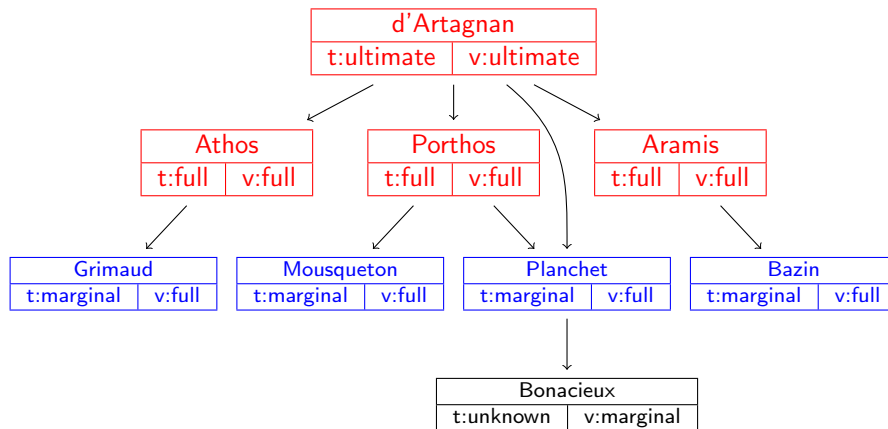 d'Artagnan
t:ultimate v:ultimate
Athos Porthos Aramis
t:full v:full t:full v:full t:full v:full
Grimaud Mousqueton Planchet Bazin
t:marginal v:full t:marginal v:full t:marginal v:full t:marginal v:full
Bonacieux
t:unknown v:marginal